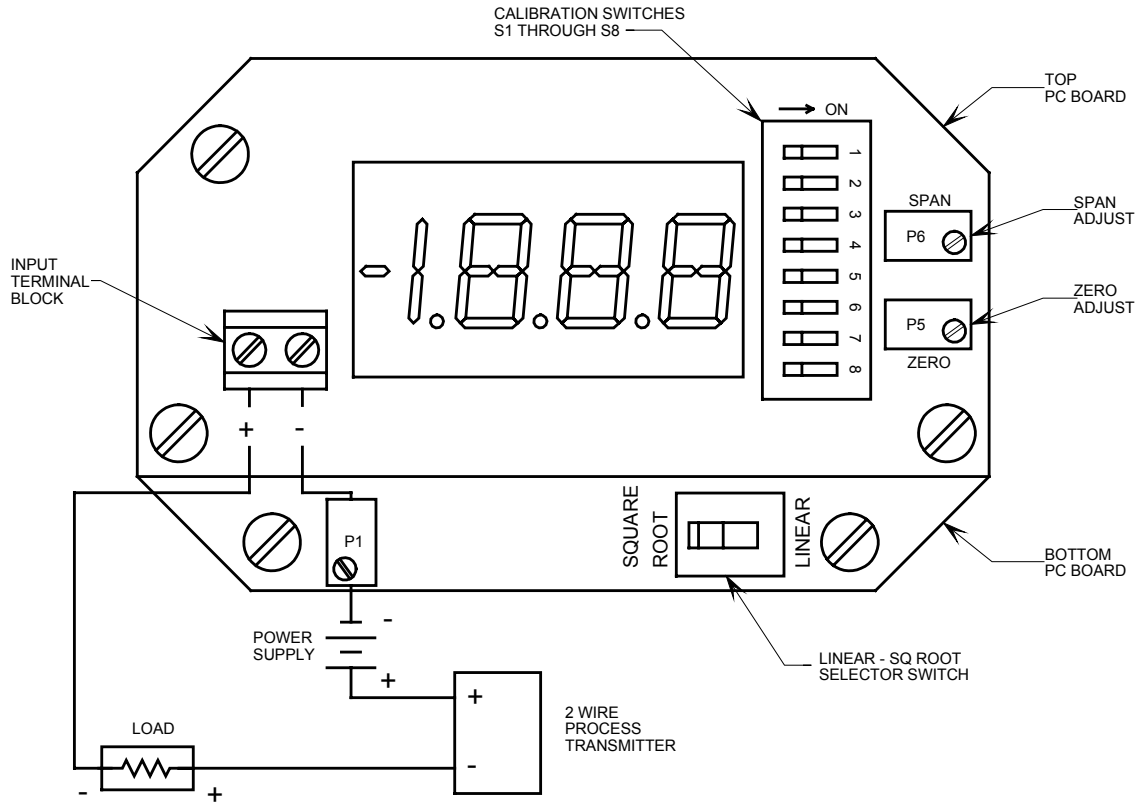 CALIBRATION SWITCHES
S1 THROUGH S8
TOP
PC BOARD
ON
1
2
3
4
5
6
7
8
SPAN
P6
SPAN
ADJUST
-1.8.8.8
INPUT
TERMINAL
BLOCK
ZERO
ADJUST
P5
ZERO
+ -
SQUARE
ROOT
LINEAR
P1
BOTTOM
PC BOARD
-
POWER
SUPPLY
+
LINEAR - SQ ROOT
SELECTOR SWITCH
+
2 WIRE
PROCESS
TRANSMITTER
-
LOAD
- +